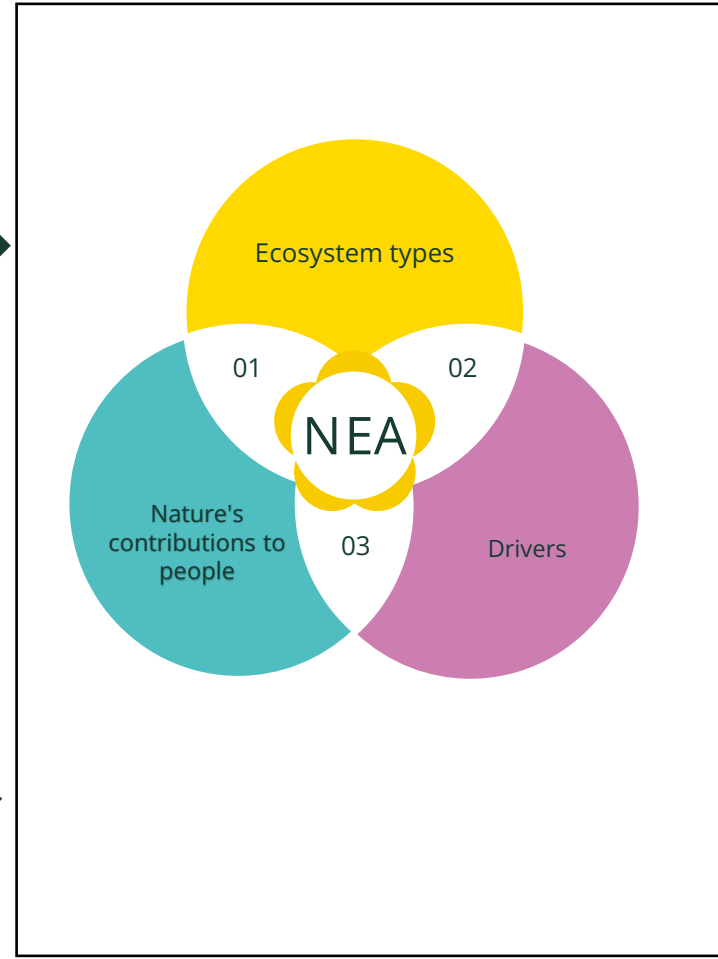 Ecosystem types
01
02
NEA
Nature's
contributions to
people
03
Drivers